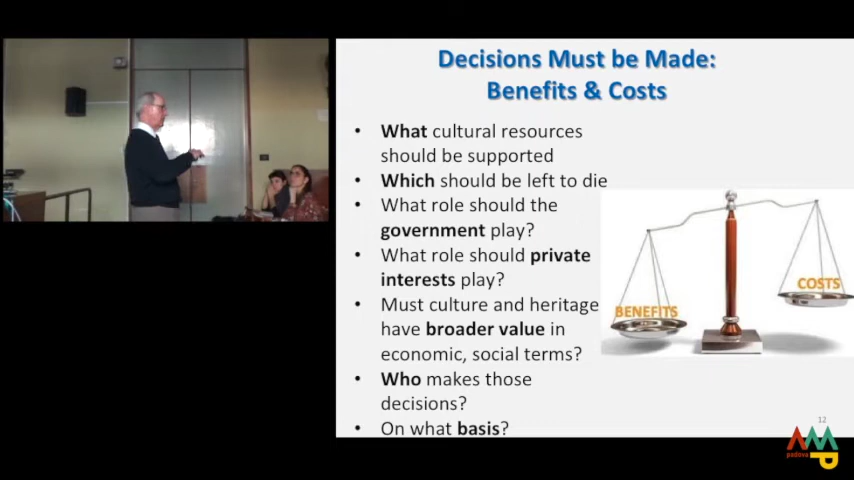 Decisions Must be Made:
Benefits & Costs
• What cultural resources
should be supported
• Which should be left to die
• What role should the
government play?
• What role should private
interests play?
• Must culture and heritage
have broader value in
economic, social terms?
• Who makes those
decisions?
• On what basis?
BENEFITS
COSTS
12
padova
AMP